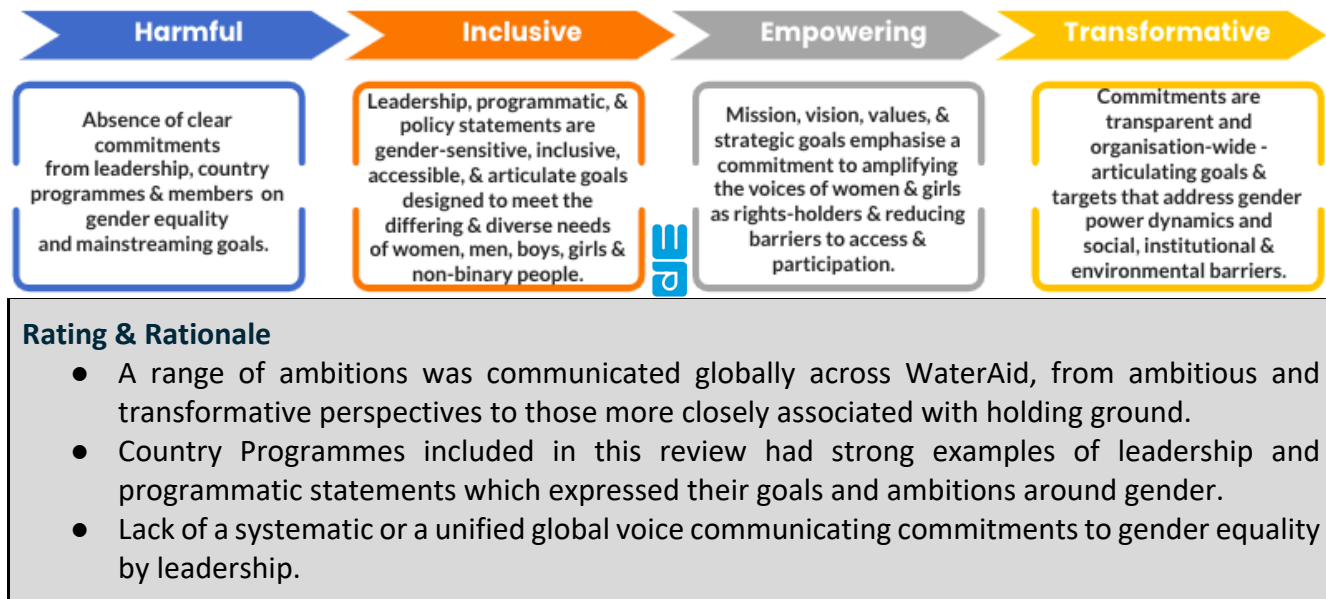 Harmful
Inclusive
Empowering
Transformative
Absence of clear
commitments
from leadership, country
programmes & members on
gender equality
and mainstreaming goals.
Leadership, programmatic, &
policy statements are
gender-sensitive, inclusive,
accessible, & articulate goals
designed to meet the
differing & diverse needs
of women, men, boys, girls &
non-binary people.
Mission, vision, values, &
strategic goals emphasise a
commitment to amplifying
the voices of women & girls
as rights-holders & reducing
barriers to access &
participation.
Commitments are
transparent and
organisation-wide -
articulating goals &
targets that address gender
power dynamics and
social, institutional &
environmental barriers.
Rating & Rationale
● A range of ambitions was communicated globally across WaterAid, from ambitious and
transformative perspectives to those more closely associated with holding ground.
● Country Programmes included in this review had strong examples of leadership and
programmatic statements which expressed their goals and ambitions around gender.
● Lack of a systematic or a unified global voice communicating commitments to gender equality
by leadership.